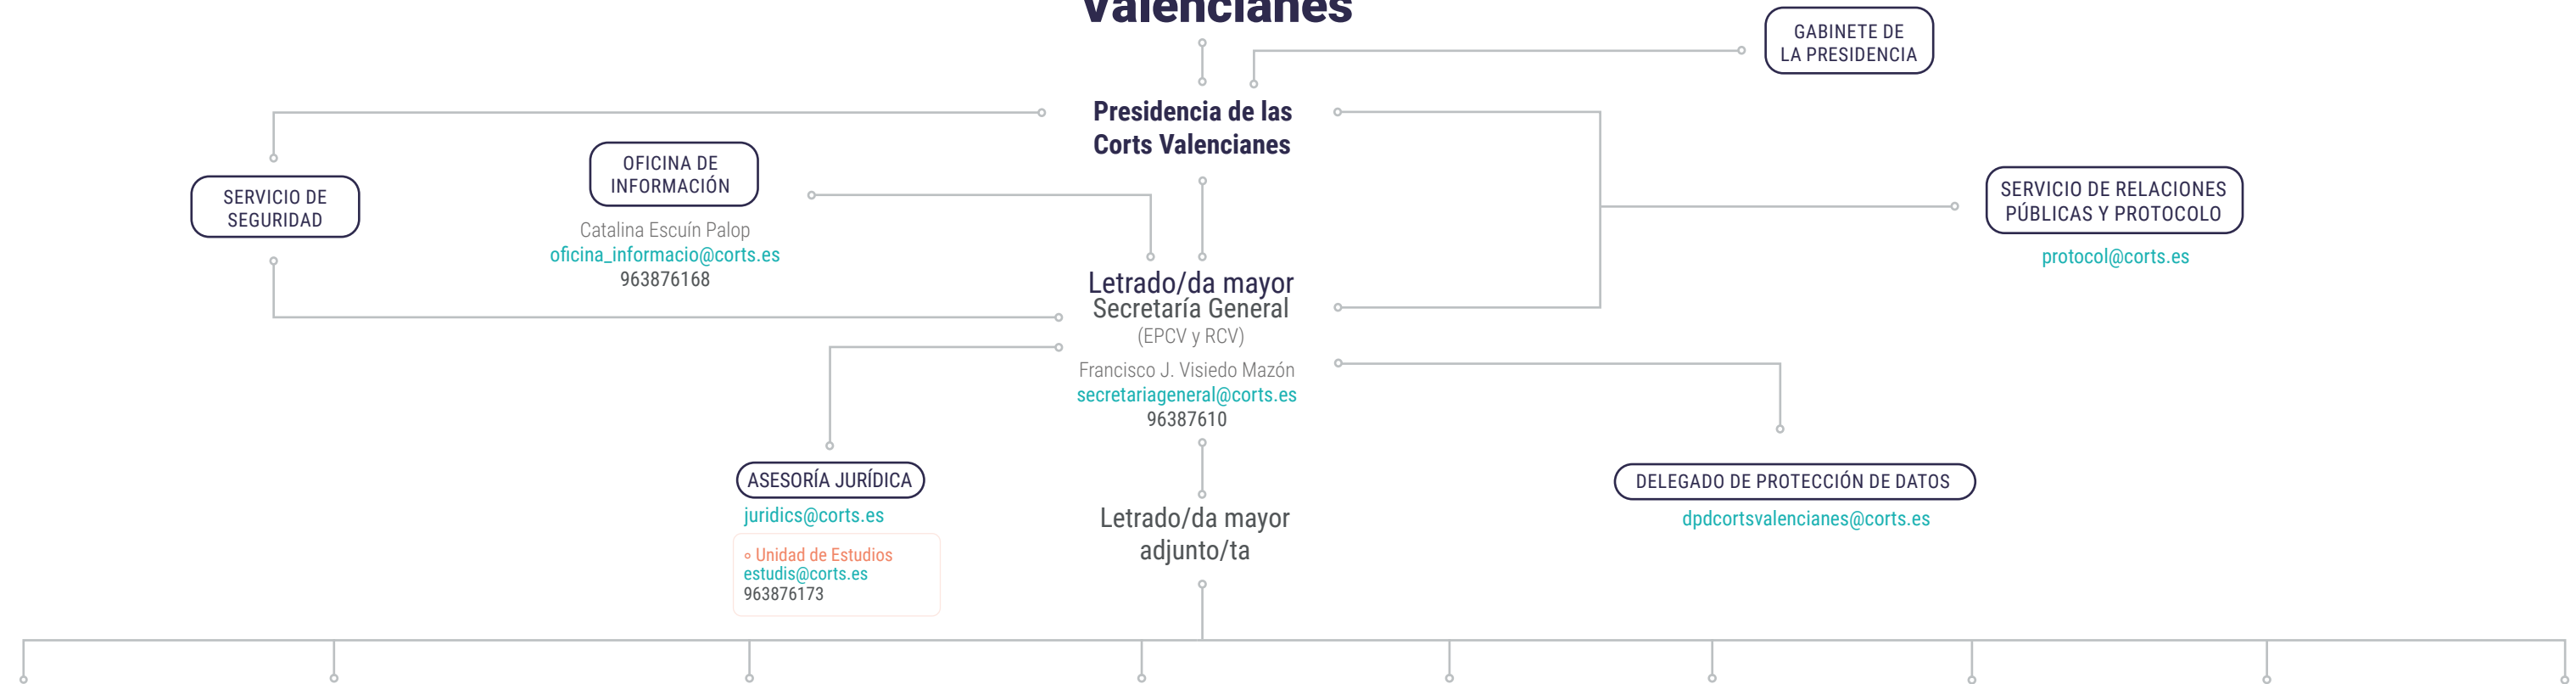 Valencianes
GABINETE DE
LA PRESIDENCIA
Presidencia de las
Corts Valencianes
OFICINA DE
INFORMACIÓN
Catalina Escuín Palop
oficina_informacio@corts.es
963876168
SERVICIO DE
SEGURIDAD
SERVICIO DE RELACIONES
PÚBLICAS Y PROTOCOLO
protocol@corts.es
Letrado/da mayor
Secretaría General
(EPCV y RCV)
Francisco J. Visiedo Mazón
secretariageneral@corts.es
96387610
ASESORÍA JURÍDICA
juridics@corts.es
Unidad de Estudios
estudis@corts.es
963876173
Letrado/da mayor
adjunto/ta
DELEGADO DE PROTECCIÓN DE DATOS
dpdcortsvalencianes@corts.es